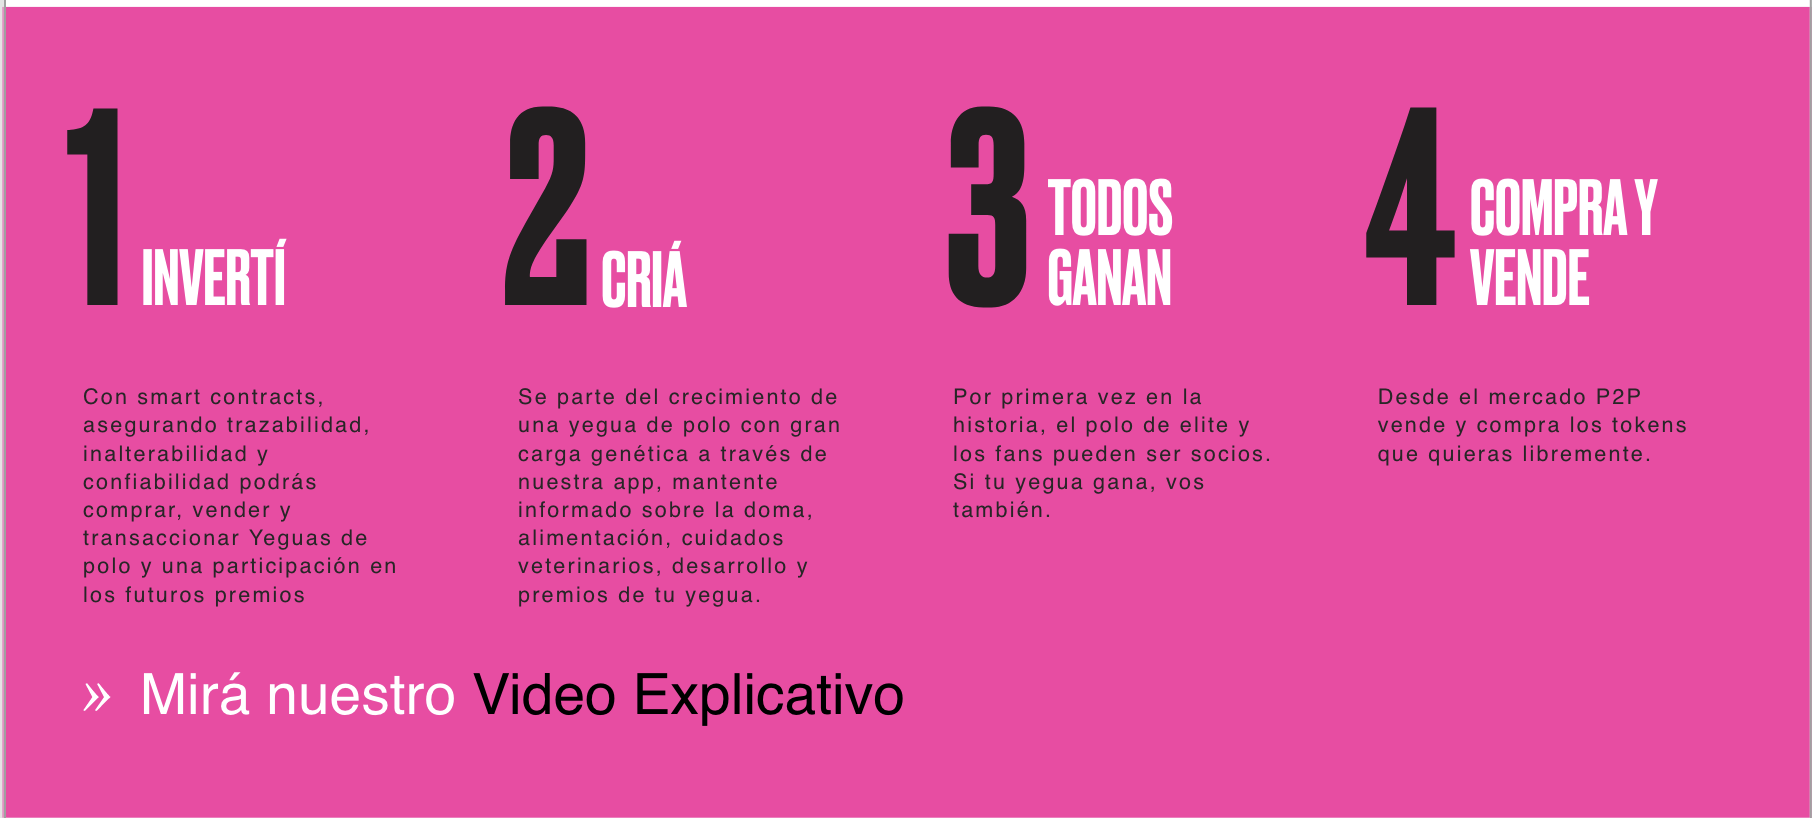 1 INVERTÍ
Con smart contracts,
asegurando trazabilidad,
inalterabilidad y
confiabilidad podrás
comprar, vender y
transaccionar Yeguas de
polo y una participación en
los futuros premios
2 CRIÁ
Se parte del crecimiento de
una yegua de polo con gran
carga genética a través de
nuestra app, mantente
informado sobre la doma,
alimentación, cuidados
veterinarios, desarrollo y
premios de tu yegua.
3 TODOS
GANAN
Por primera vez en la
historia, el polo de elite y
los fans pueden ser socios.
Si tu yegua gana, vos
también.
4 COMPRA Y
VENDE
Desde el mercado P2P
vende y compra los tokens
que quieras libremente.
» Mirá nuestro Video Explicativo